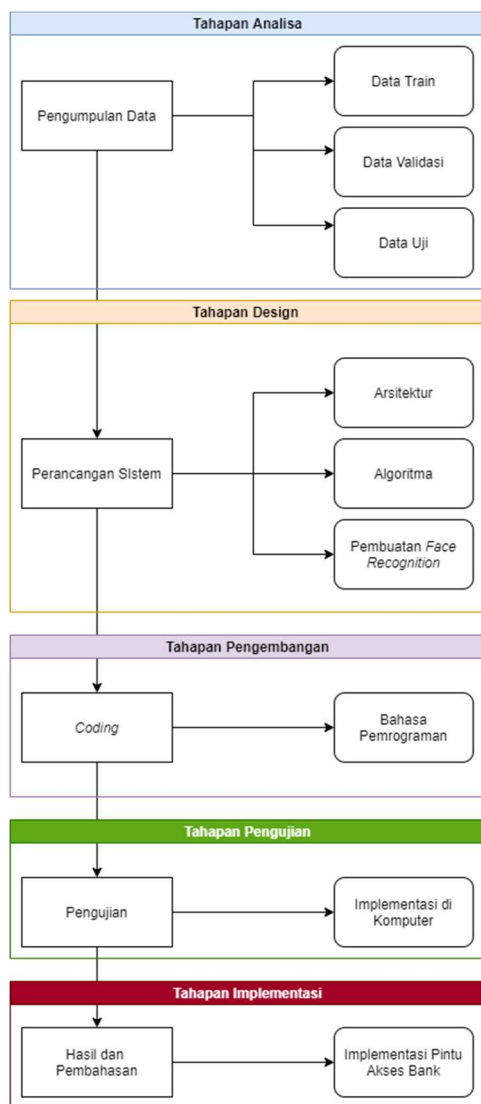 Tahapan Analisa
Pengumpulan Data
Data Train
Data Validasi
Data Uji
Tahapan Design
Perancangan SIstem
Arsitektur
Algoritma
Pembuatan Face
Recognition
Tahapan Pengembangan
Coding
Bahasa
Pemrograman
Tahapan Pengujian
Pengujian
Implementasi di
Komputer
Tahapan Implementasi
Hasil dan
Pembahasan
Implementasi Pintu
Akses Bank